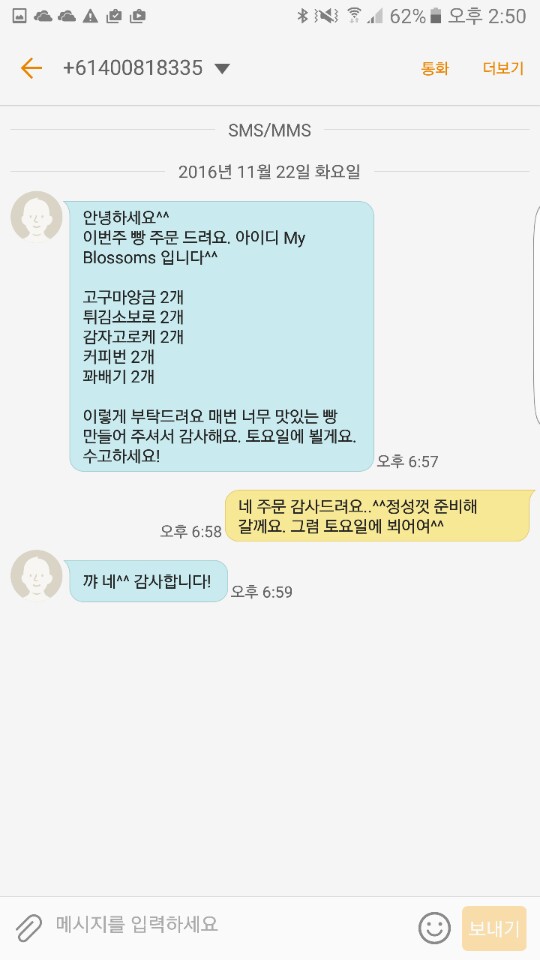 62% 오후 2:50
+61400818335
통화
더보기
SMS/MMS
2016년 11월 22일 화요일
안녕하세요^^
이번주 빵 주문 드려요. 아이디 My
Blossoms 입니다^^
고구마앙금 2개
튀김소보로 2개
감자고로케 2개
커피번 2개
꽈배기 2개
이렇게 부탁드려요 매번 너무 맛있는 빵
만들어 주셔서 감사해요. 토요일에 뵐게요.
수고하세요!
오후 6:57
네 주문 감사드려요..^^정성껏 준비해
갈께요. 그럼 토요일에 뵈어여^^
오후 6:58
꺄 네^^ 감사합니다!
오후 6:59
메시지를 입력하세요
보내기